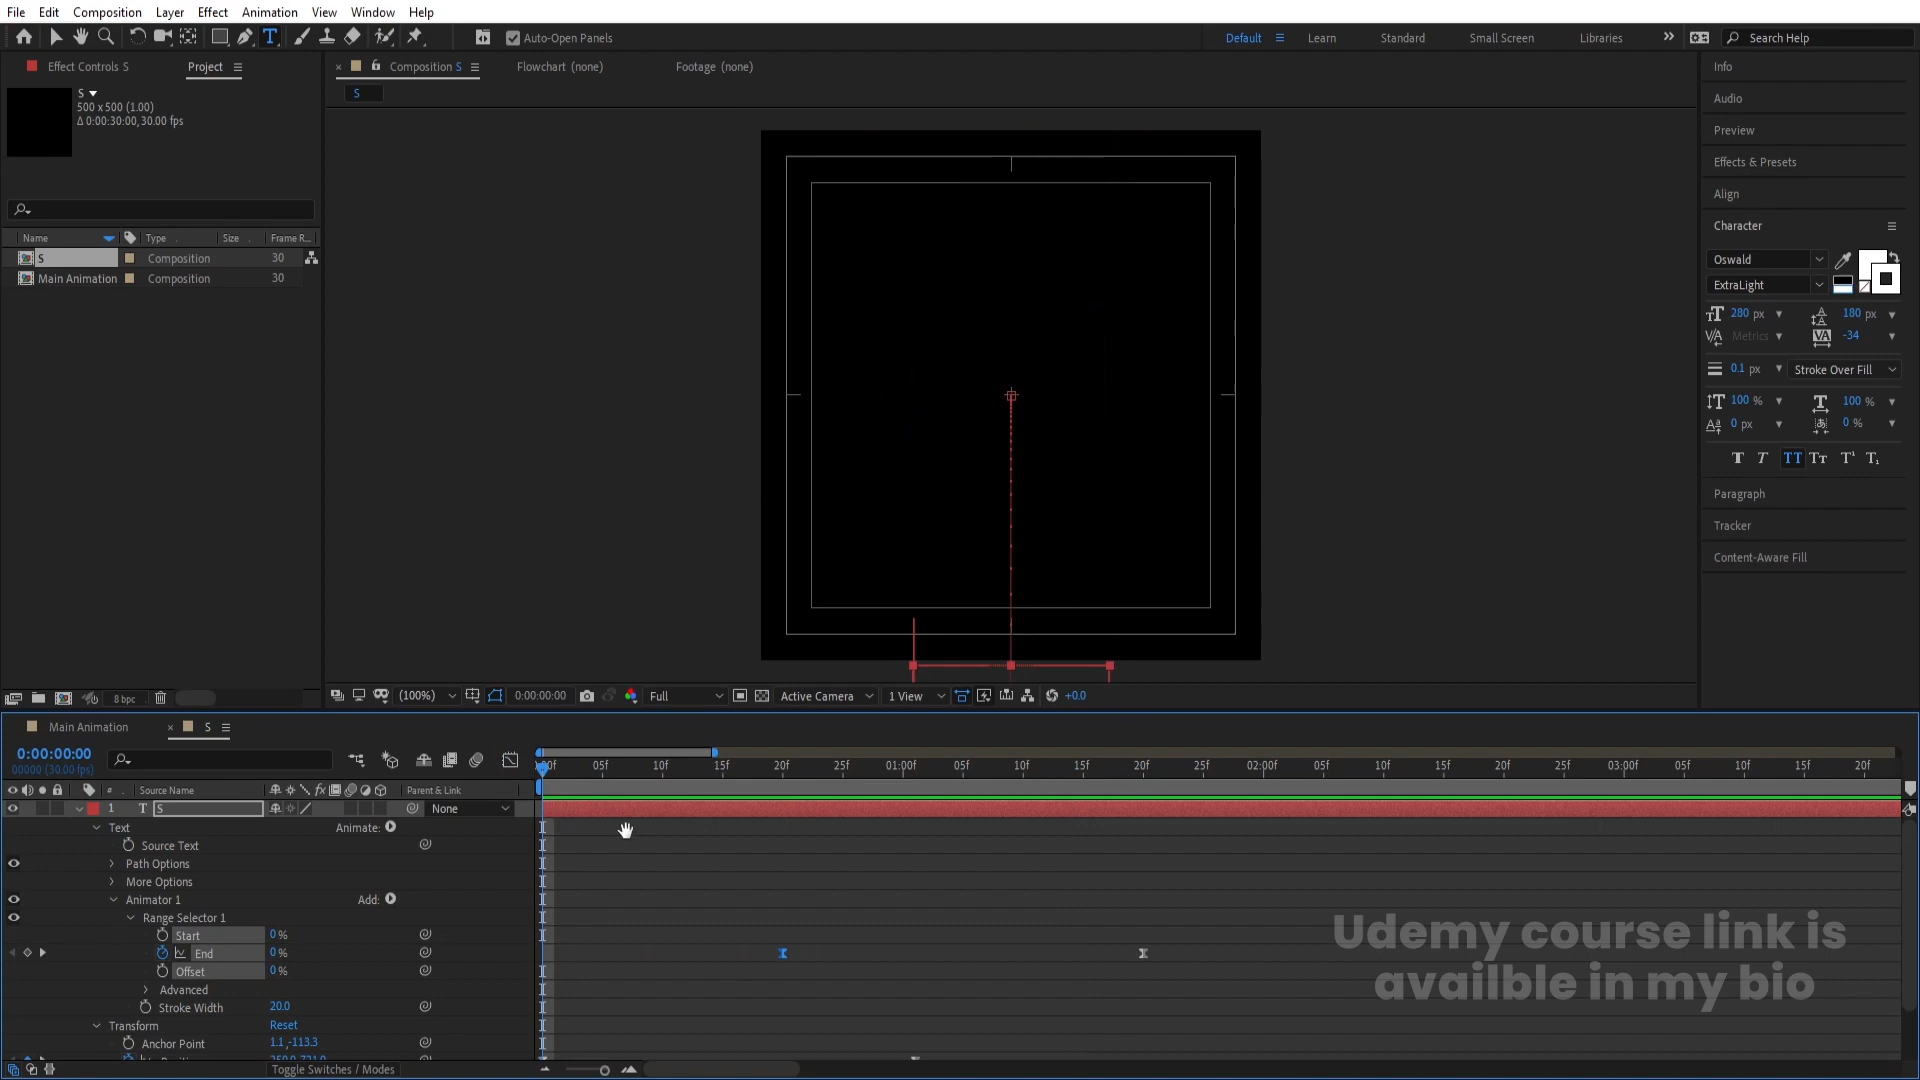 File Edit Composition Layer Effect Animation View Window Help
Auto-Open Panels
Default Learn Standard Small Screen Libraries Search Help
Effect Controls S Project
Composition S Flowchart (none) Footage (none)
S
S
500 x 500 (1.00)
Δ 0:00:30:00, 30.00 fps
Name Type Size Frame R...
S Composition 30
Main Animation Composition 30
8 bpc
(100%) 0:00:00:00 Full Active Camera 1 View +0.0
Info
Audio
Preview
Effects & Presets
Align
Character
Oswald
ExtraLight
280 px 180 px
Metrics -34
0.1 px Stroke Over Fill
100 % 100 %
0 px 0 %
Paragraph
Tracker
Content-Aware Fill
Main Animation S
0:00:00:00
00000 (30.00 fps)
05f 10f 15f 20f 25f 01:00f 05f 10f 15f 20f 25f 02:00f 05f 10f 15f 20f 25f 03:00f 05f 10f 15f 20f
# Source Name Parent & Link
1 T S None
Text Animate:
Source Text
Path Options
More Options
Animator 1 Add:
Range Selector 1
Start 0 %
End 0 %
Offset 0 %
Advanced
Stroke Width 20.0
Transform Reset
Anchor Point 1.1,-113.3
Toggle Switches / Modes
Udemy course link is
availble in my bio